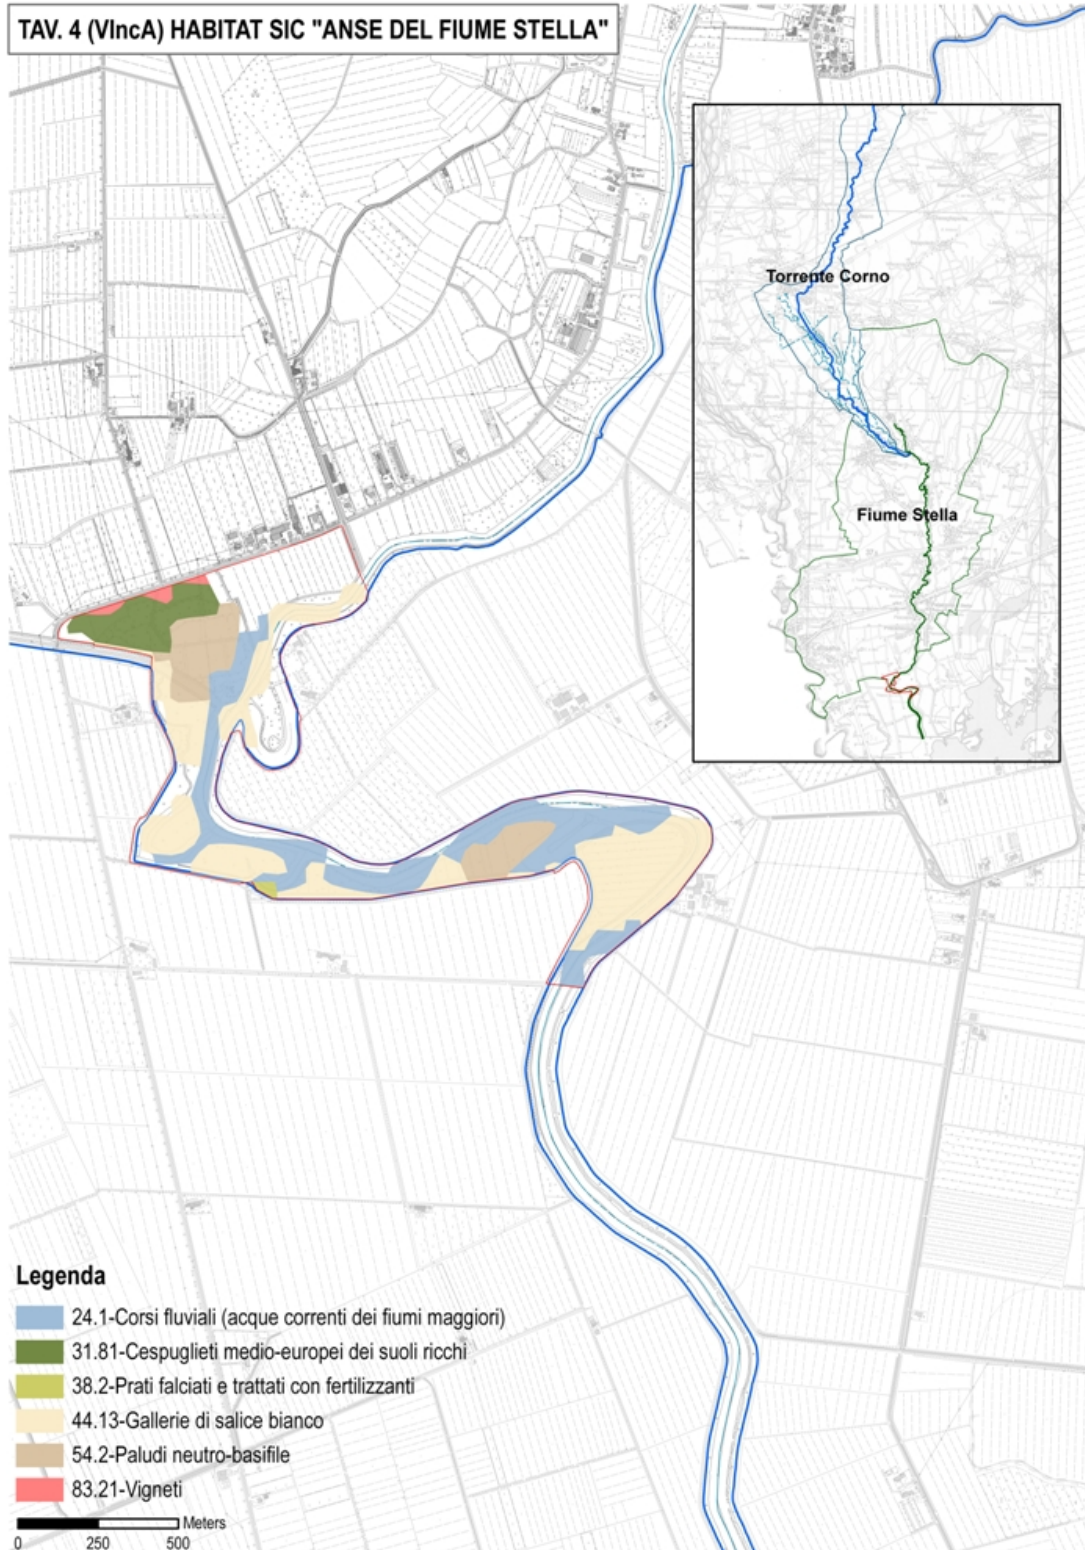 TAV. 4 (VIncA) HABITAT SIC "ANSE DEL FIUME STELLA"
Torrente Corno
Fiume Stella
Legenda
24.1-Corsi fluviali (acque correnti dei fiumi maggiori)
31.81-Cespuglieti medio-europei dei suoli ricchi
38.2-Prati falciati e trattati con fertilizzanti
44.13-Gallerie di salice bianco
54.2-Paludi neutro-basifile
83.21-Vigneti
Meters
0 250 500